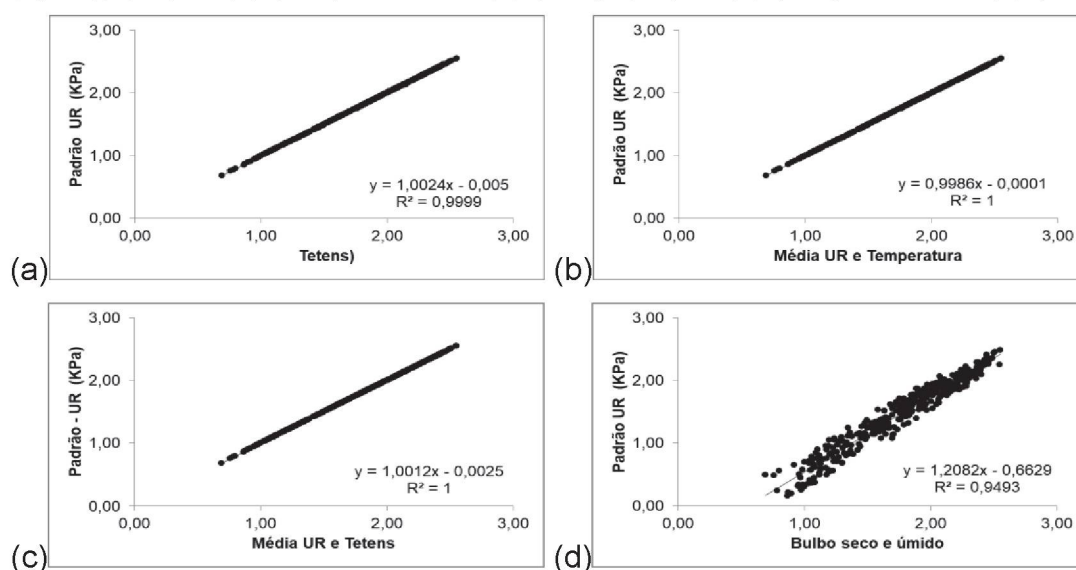 3,00
2,00
1,00
0,00
0,00 1,00 2,00 3,00
Padrão UR (KPa)
Tetens)
y = 1,0024x - 0,005
R² = 0,9999
(a)
3,00
2,00
1,00
0,00
0,00 1,00 2,00 3,00
Padrão UR (KPa)
Média UR e Temperatura
y = 0,9986x - 0,0001
R² = 1
(b)
3,00
2,00
1,00
0,00
0,00 1,00 2,00 3,00
Padrão - UR (KPa)
Média UR e Tetens
y = 1,0012x - 0,0025
R² = 1
(c)
3,00
2,00
1,00
0,00
0,00 1,00 2,00 3,00
Padrão UR (KPa)
Bulbo seco e úmido
y = 1,2082x - 0,6629
R² = 0,9493
(d)